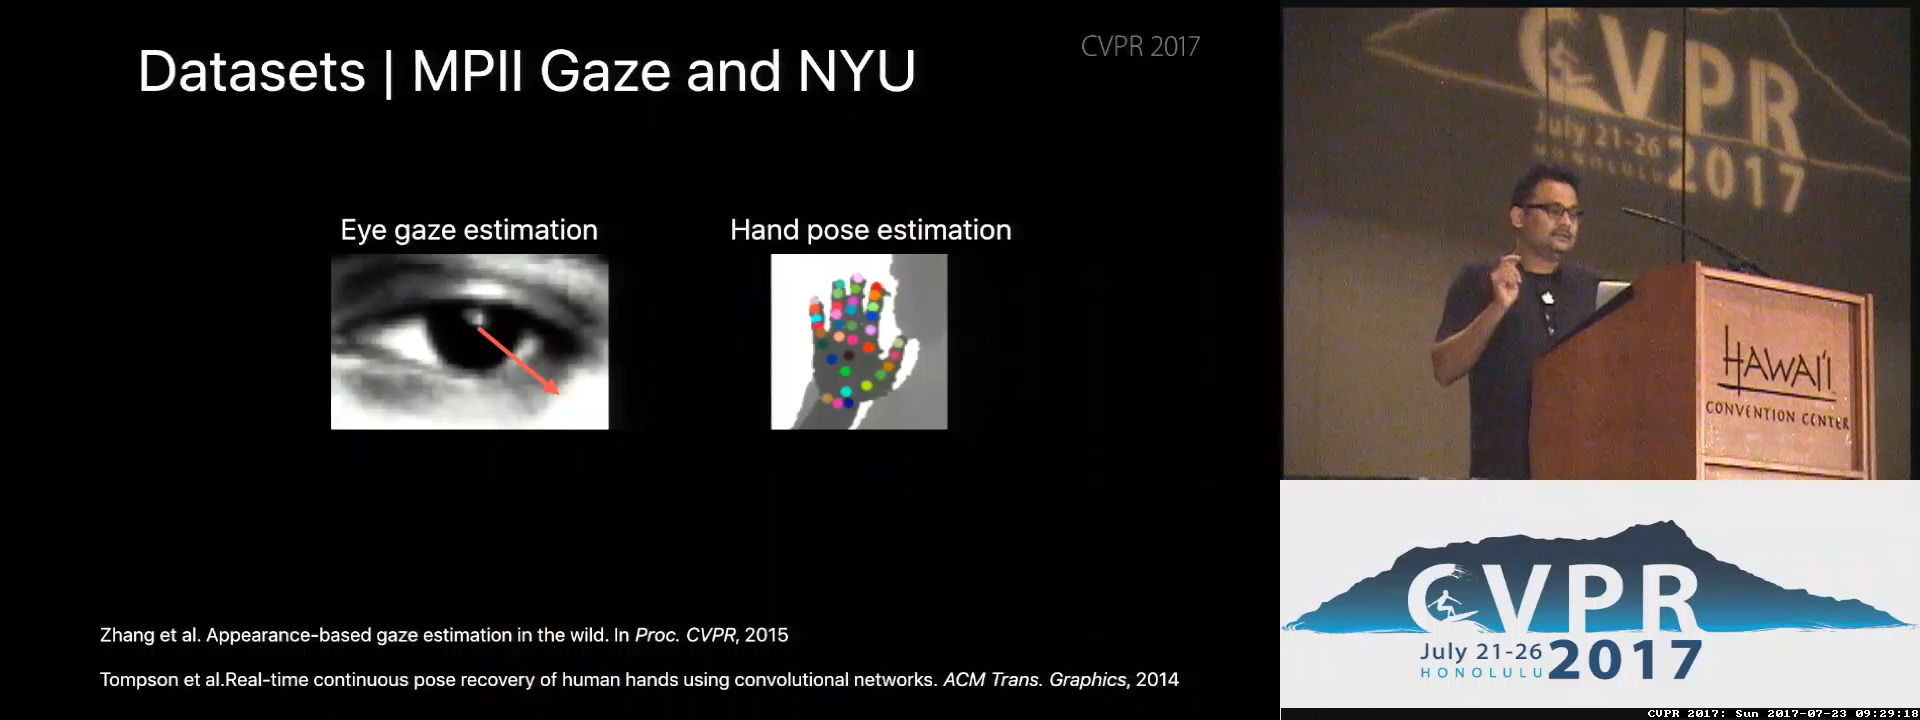 Datasets | MPII Gaze and NYU
CVPR 2017
Eye gaze estimation
Hand pose estimation
Zhang et al. Appearance-based gaze estimation in the wild. In Proc. CVPR, 2015
Tompson et al.Real-time continuous pose recovery of human hands using convolutional networks. ACM Trans. Graphics, 2014
CVPR
July 21-26
HONOLULU
2017
HAWAI'I
CONVENTION CENTER
CVPR
July 21-26
HONOLULU
2017
CVPR 2017: Sun 2017-07-23 09:29:18